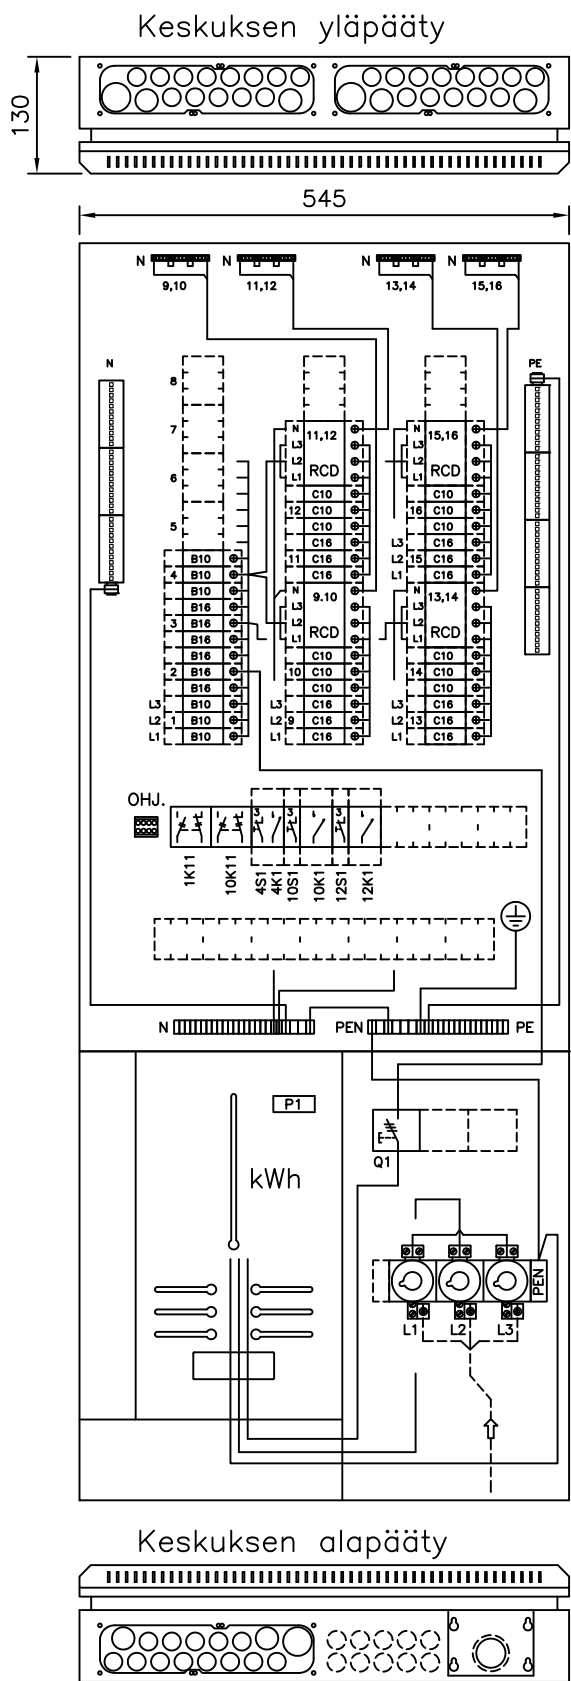 Keskuksen yläpääty
130
545
N N N N
9,10 11,12 13,14 15,16
N PE
8
7
6
5
B10
4 B10
B10
B16
3 B16
B16
B16
2 B16
B16
L3 B10
L2 1 B10
L1 B10
N 11,12
L3
L2 RCD
L1
C10
12 C10
C10
C16
11 C16
C16
N 9.10
L3
L2 RCD
L1
C10
10 C10
C10
L3 C16
L2 9 C16
L1 C16
N 15,16
L3
L2 RCD
L1
C10
16 C10
C10
L3 C16
L2 15 C16
L1 C16
N 13,14
L3
L2 RCD
L1
C10
14 C10
C10
L3 C16
L2 13 C16
L1 C16
OHJ.
3 3 3
1K11 10K11 4S1 4K1 10S1 10K1 12S1 12K1
N PEN PE
P1
kWh
Q1
PEN
L1 L2 L3
Keskuksen alapääty